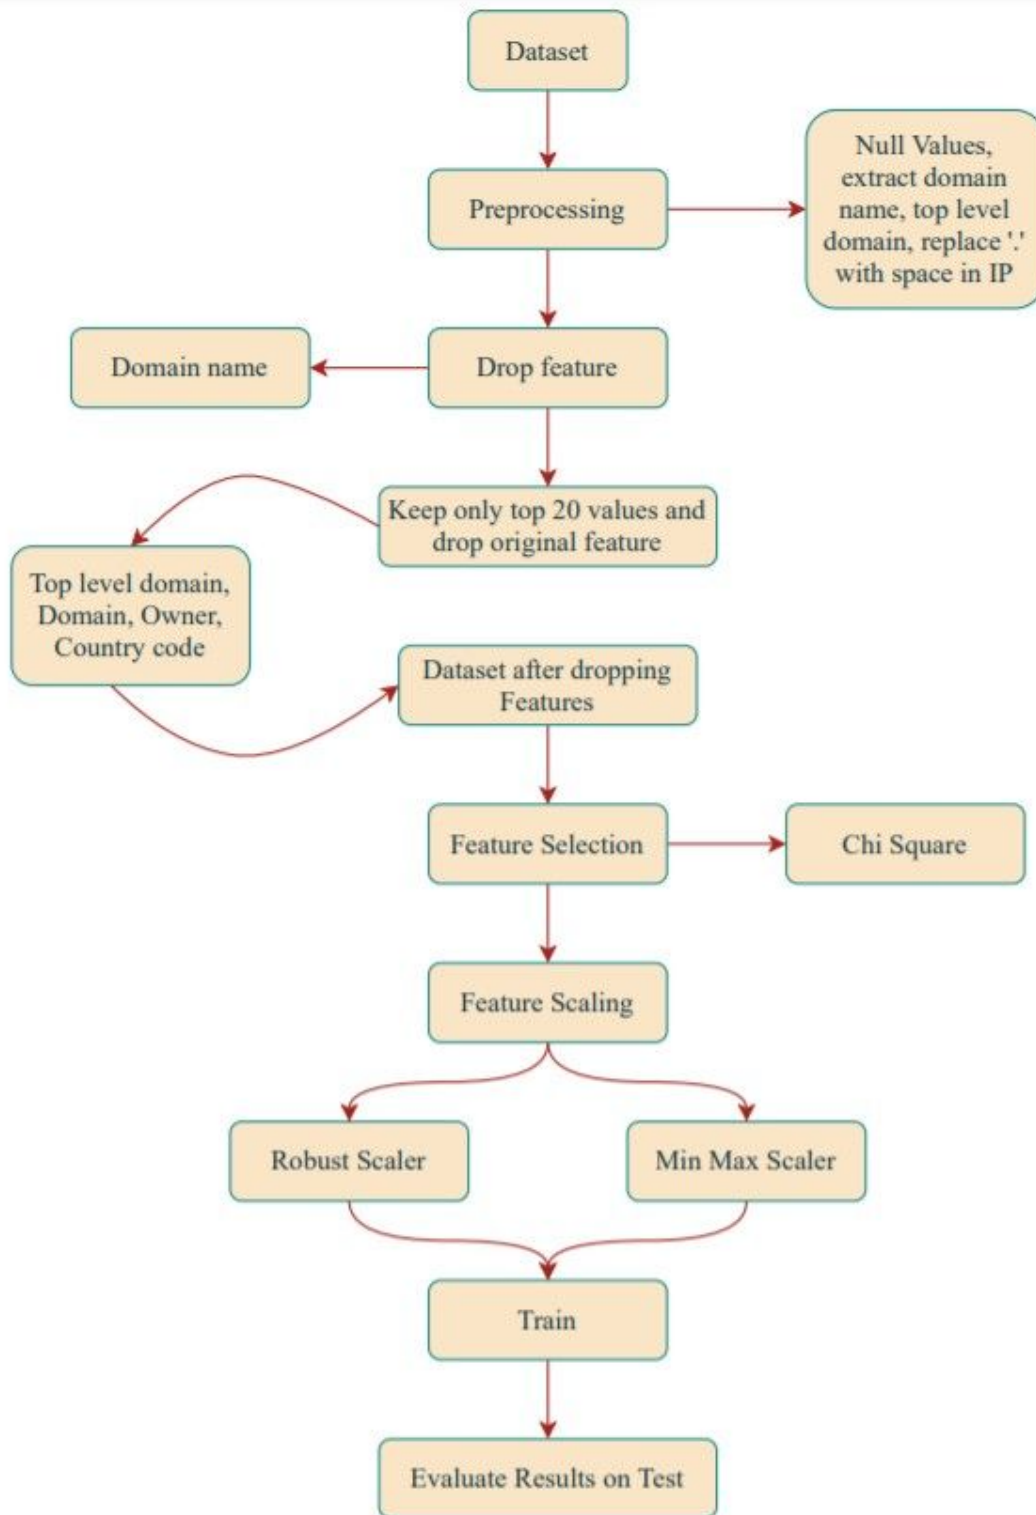 Dataset
Preprocessing
Null Values,
extract domain
name, top level
domain, replace '.'
with space in IP
Domain name
Drop feature
Keep only top 20 values and
drop original feature
Top level domain,
Domain, Owner,
Country code
Dataset after dropping
Features
Feature Selection
Chi Square
Feature Scaling
Robust Scaler
Min Max Scaler
Train
Evaluate Results on Test